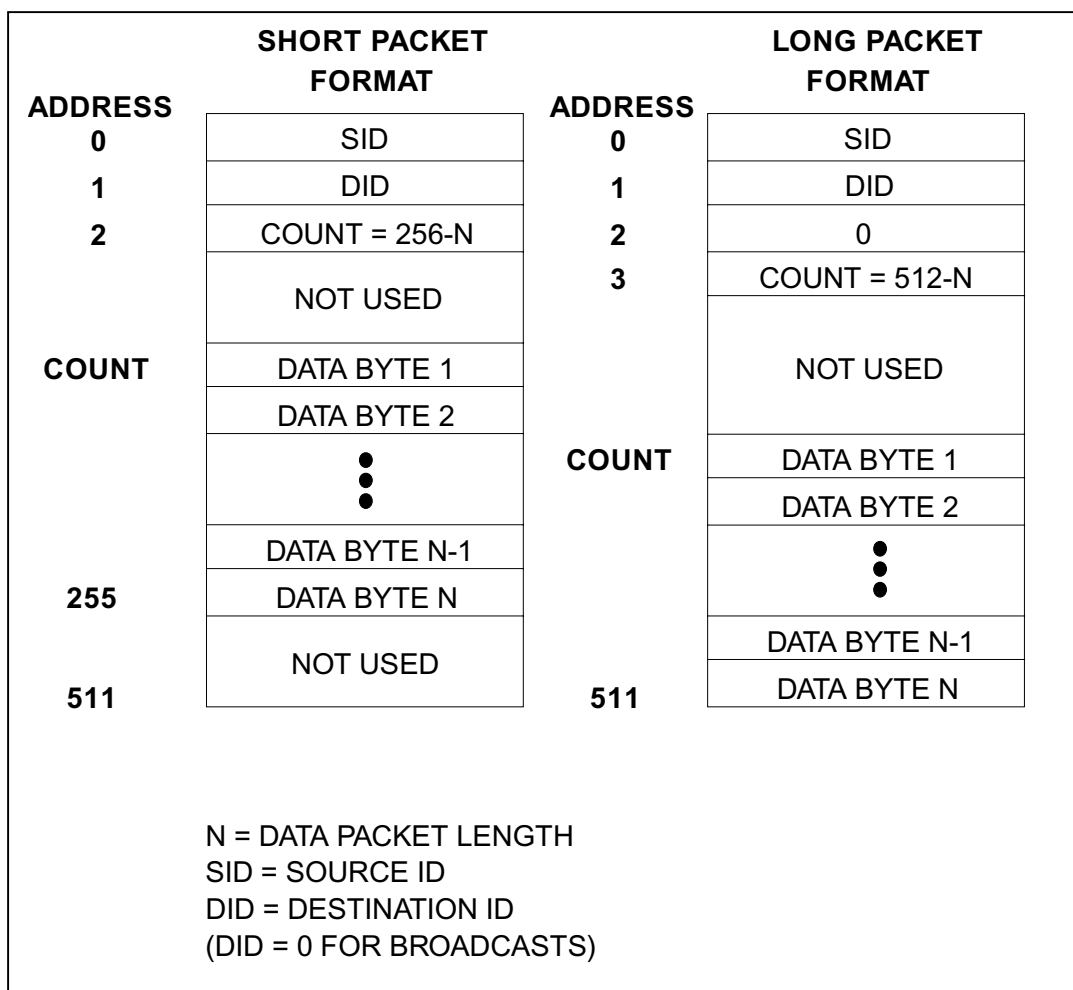 SHORT PACKET
FORMAT
ADDRESS
0 SID
1 DID
2 COUNT = 256-N
NOT USED
COUNT DATA BYTE 1
DATA BYTE 2
DATA BYTE N-1
255 DATA BYTE N
NOT USED
511
LONG PACKET
FORMAT
ADDRESS
0 SID
1 DID
2 0
3 COUNT = 512-N
NOT USED
COUNT DATA BYTE 1
DATA BYTE 2
DATA BYTE N-1
511 DATA BYTE N
N = DATA PACKET LENGTH
SID = SOURCE ID
DID = DESTINATION ID
(DID = 0 FOR BROADCASTS)